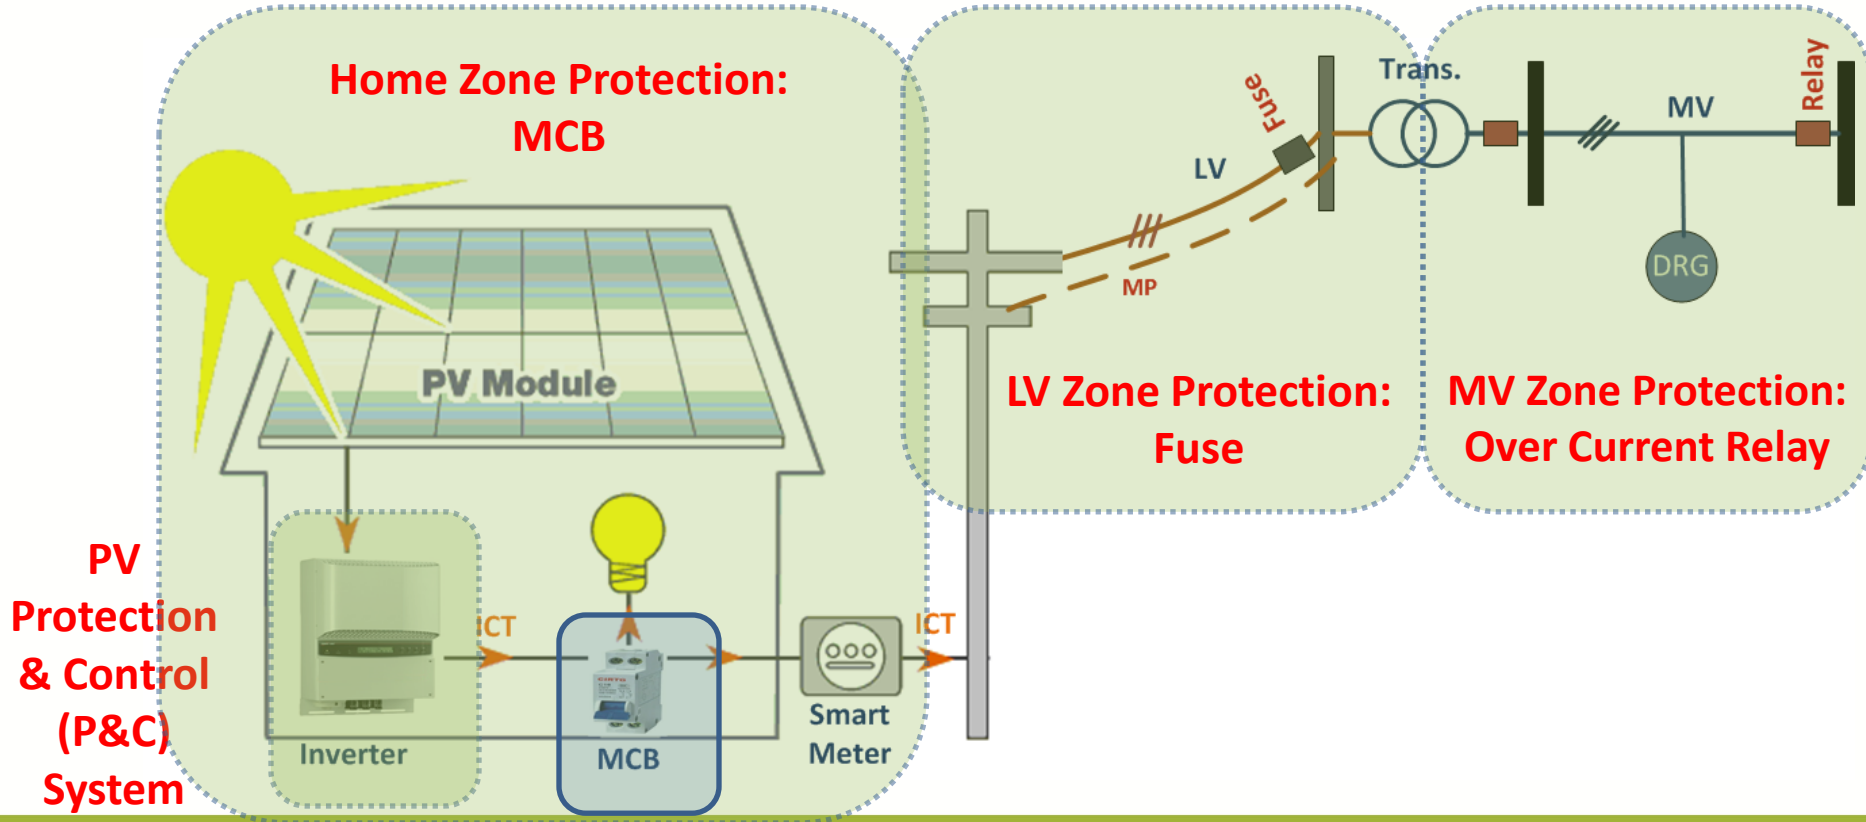 Home Zone Protection:
MCB
PV Module
PV
Protection
& Control
(P&C)
System
Inverter
ICT
MCB
Smart
Meter
ICT
LV
Fuse
MP
Trans.
LV Zone Protection:
Fuse
MV
Relay
DRG
MV Zone Protection:
Over Current Relay